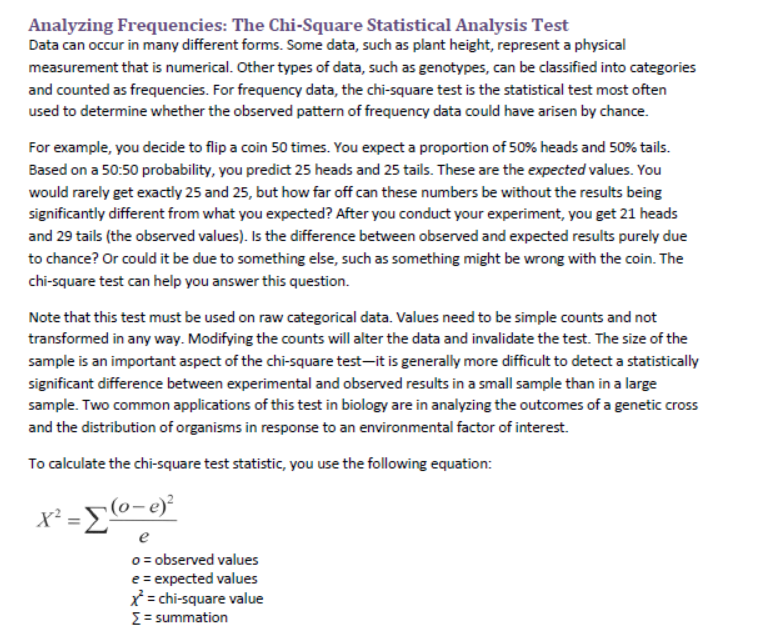 Analyzing Frequencies: The Chi-Square Statistical Analysis Test
Data can occur in many different forms. Some data, such as plant height, represent a physical
measurement that is numerical. Other types of data, such as genotypes, can be classified into categories
and counted as frequencies. For frequency data, the chi-square test is the statistical test most often
used to determine whether the observed pattern of frequency data could have arisen by chance.
For example, you decide to flip a coin 50 times. You expect a proportion of 50% heads and 50% tails.
Based on a 50:50 probability, you predict 25 heads and 25 tails. These are the expected values. You
would rarely get exactly 25 and 25, but how far off can these numbers be without the results being
significantly different from what you expected? After you conduct your experiment, you get 21 heads
and 29 tails (the observed values). Is the difference between observed and expected results purely due
to chance? Or could it be due to something else, such as something might be wrong with the coin. The
chi-square test can help you answer this question.
Note that this test must be used on raw categorical data. Values need to be simple counts and not
transformed in any way. Modifying the counts will alter the data and invalidate the test. The size of the
sample is an important aspect of the chi-square test—it is generally more difficult to detect a statistically
significant difference between experimental and observed results in a small sample than in a large
sample. Two common applications of this test in biology are in analyzing the outcomes of a genetic cross
and the distribution of organisms in response to an environmental factor of interest.
To calculate the chi-square test statistic, you use the following equation:
X² = ∑ (o – e)² / e
o = observed values
e = expected values
χ² = chi-square value
∑ = summation